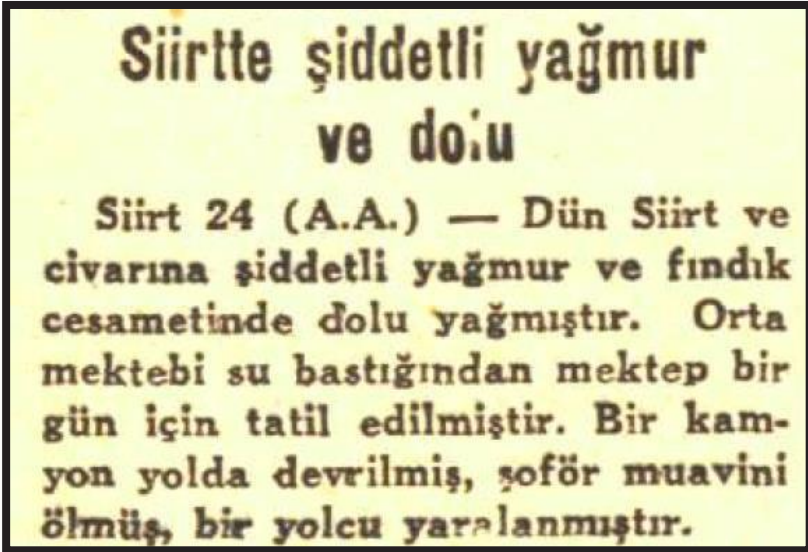 Siirtte şiddetli yağmur
ve dolu
Siirt 24 (A.A.) — Dün Siirt ve
civarına şiddetli yağmur ve fındık
cesametinde dolu yağmıştır. Orta
mektebi su bastığından mektep bir
gün için tatil edilmiştir. Bir kam-
yon yolda devrilmiş, şoför muavini
ölmüş, bir yolcu yaralanmıştır.